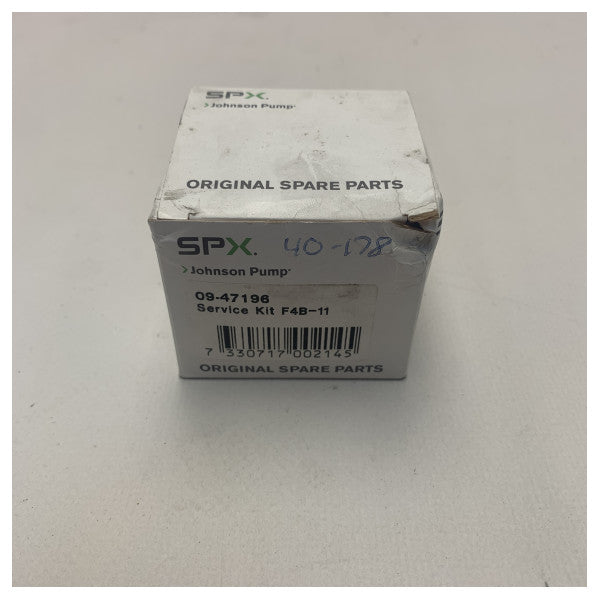 SPX.
>Johnson Pump
ORIGINAL SPARE PARTS
SPX. 40-178
>Johnson Pump
09-47196
Service Kit F4B-11
7 330717 002145
ORIGINAL SPARE PARTS